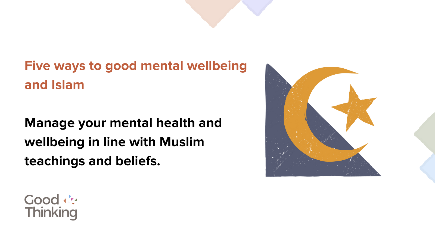 Five ways to good mental wellbeing
and Islam
Manage your mental health and
wellbeing in line with Muslim
teachings and beliefs.
Good
Thinking